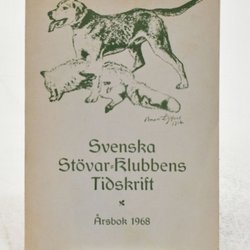 Svenska
Stövar-Klubbens
Tidskrift
Årsbok 1968